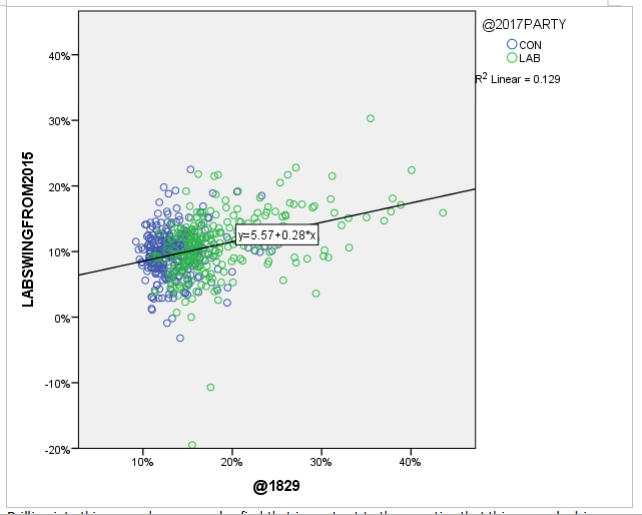 @2017PARTY
CON
LAB
R² Linear = 0.129
40%
30%
20%
10%
0%
-10%
-20%
LABSWINGFROM2015
y=5.57+0.28*x
10% 20% 30% 40%
@1829